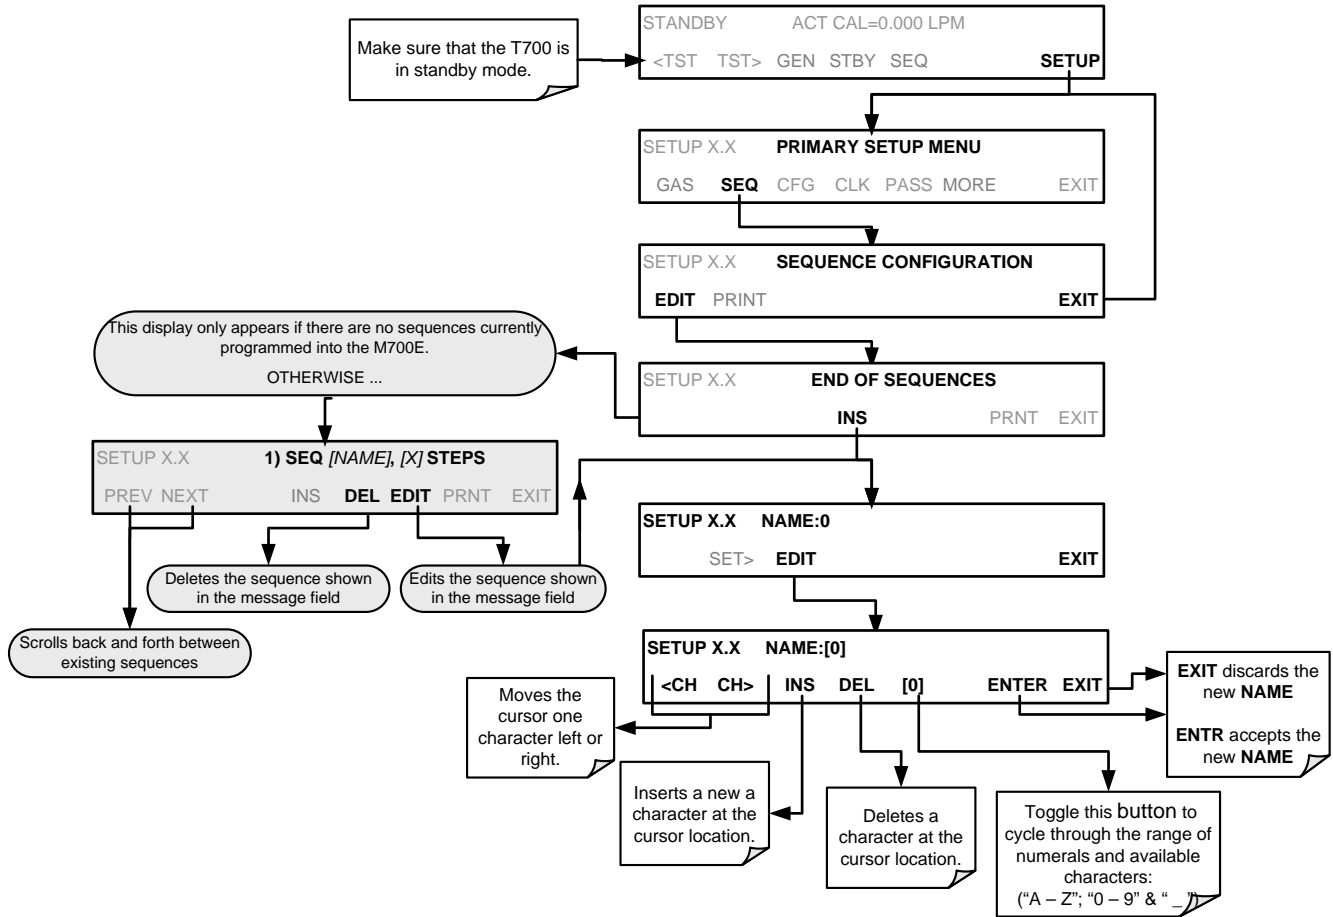 STANDBY ACT CAL=0.000 LPM
<TST TST> GEN STBY SEQ SETUP
Make sure that the T700 is
in standby mode.
SETUP X.X PRIMARY SETUP MENU
GAS SEQ CFG CLK PASS MORE EXIT
SETUP X.X SEQUENCE CONFIGURATION
EDIT PRINT EXIT
This display only appears if there are no sequences currently
programmed into the M700E.
OTHERWISE ...
SETUP X.X END OF SEQUENCES
INS PRNT EXIT
SETUP X.X 1) SEQ [NAME], [X] STEPS
PREV NEXT INS DEL EDIT PRNT EXIT
Deletes the sequence shown
in the message field
Edits the sequence shown
in the message field
Scrolls back and forth between
existing sequences
SETUP X.X NAME:0
SET> EDIT EXIT
SETUP X.X NAME:[0]
<CH CH> INS DEL [0] ENTER EXIT
Moves the
cursor one
character left or
right.
Inserts a new a
character at the
cursor location.
Deletes a
character at the
cursor location.
Toggle this button to
cycle through the range of
numerals and available
characters:
(“A – Z”; “0 – 9” & “ _ ”)
EXIT discards the
new NAME
ENTR accepts the
new NAME